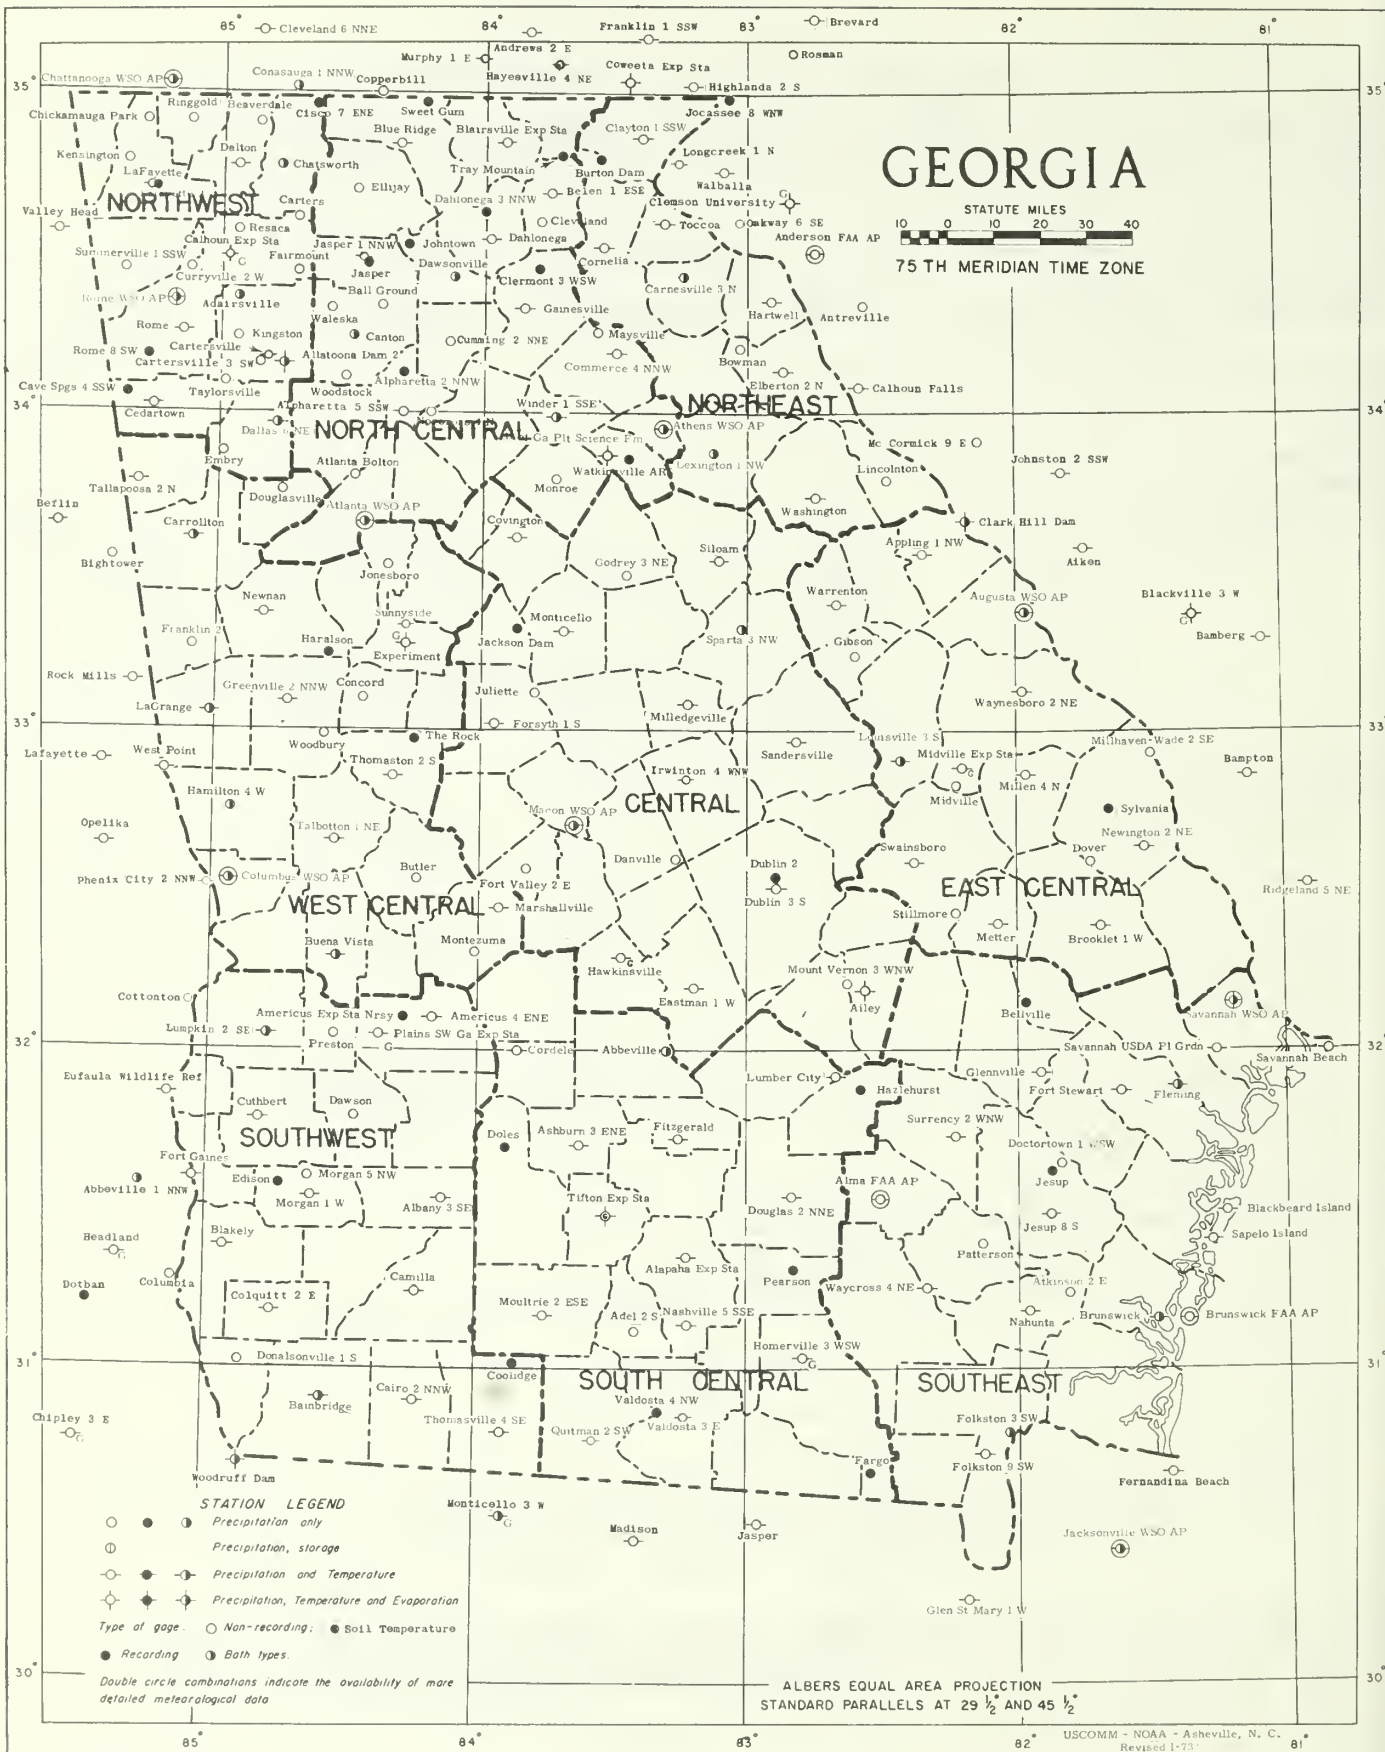 85° 84° 83° 82° 81°
Cleveland 6 NNE
Franklin 1 SSW
Brevard
Andrews 2 E
Murphy 1 E
Rosman
Hayesville 4 NE
Coweeta Exp Sta
Chattanooga WSO AP
Conasauga 1 NNW
Copperbill
Highlanda 2 S
35° 35°
Chickamauga Park
Ringgold
Beaverdale
Cisco 7 ENE
Sweet Gum
Jocassee 8 WNW
Blue Ridge
Blairsville Exp Sta
Clayton 1 SSW
Kensington
Dalton
Chatsworth
Tray Mountain
Burton Dam
Longcreek 1 N
LaFayette
Ellijay
Belen 1 ESE
Walballa
GEORGIA
NORTHWEST
Carters
Dahlonega 3 NNW
Clemson University
G
STATUTE MILES
10 0 10 20 30 40
75 TH MERIDIAN TIME ZONE
Valley Head
Resaca
Cleveland
Toccoa
Oakway 6 SE
Calhoun Exp Sta
G
Jasper 1 NNW
Johntown
Dahlonega
Anderson FAA AP
Summerville 1 SSW
Fairmount
Jasper
Dawsonville
Cornelia
Curryville 2 W
Clermont 3 WSW
Carnesville 3 N
Rome WSO AP
Adairsville
Ball Ground
Gainesville
Hartwell
Antreville
Rome
Kingston
Waleska
Canton
Cumming 2 NNE
Maysville
Rome 8 SW
Cartersville
Cartersville 3 SW
Allatoona Dam 2
Commerce 4 NNW
Bowman
Cave Spgs 4 SSW
Taylorsville
Woodstock
Alpharetta 2 NNW
Elberton 2 N
Calhoun Falls
34° 34°
Cedartown
Alpharetta 5 SSW
Winder 1 SSE
NORTHEAST
NORTH CENTRAL
Athens WSO AP
Ga Plt Science Fm
Mc Cormick 9 E
Embry
Atlanta Bolton
Watkinsville ARS
Lexington 1 NW
Johnston 2 SSW
Tallapoosa 2 N
Douglasville
Monroe
Lincolnton
Beflin
Atlanta WSO AP
Washington
Carrollton
Covington
Clark Hill Dam
Bightower
Jonesboro
Godrey 3 NE
Siloam
Appling 1 NW
Aiken
Newnan
Sunnyside
Warrenton
Augusta WSO AP
Blackville 3 W
G
Franklin 2
Haralson
G
Experiment
Monticello
Jackson Dam
Sparta 3 NW
Gibson
Bamberg
Rock Mills
Greenville 2 NNW
Concord
Juliette
LaGrange
Milledgeville
Waynesboro 2 NE
33° 33°
Forsyth 1 S
The Rock
Woodbury
Lafayette
West Point
Thomaston 2 S
Sandersville
Louisville 3 S
Midville Exp Sta
G
Millhaven-Wade 2 SE
Bampton
Irwinton 4 WNW
Millen 4 N
Hamilton 4 W
CENTRAL
Midville
Sylvania
Opelika
Talbotton 1 NE
Macon WSO AP
Newington 2 NE
Swainsboro
Dover
Phenix City 2 NNW
Columbus WSO AP
Butler
Danville
Dublin 2
Fort Valley 2 E
Dublin 3 S
EAST CENTRAL
Ridgeland 5 NE
WEST CENTRAL
Marshallville
Stillmore
Metter
Brooklet 1 W
Buena Vista
Montezuma
Hawkinsville
G
Mount Vernon 3 WNW
Cottonton
Eastman 1 W
Ailey
Bellville
Savannah WSO AP
Americus Exp Sta Nrsy
Americus 4 ENE
Lumpkin 2 SE
Preston
G
Plains SW Ga Exp Sta
32° 32°
Cordele
Abbeville
Savannah USDA Pl Grdn
Savannah Beach
Eufaula Wildlife Ref
Lumber City
Hazlehurst
Glennville
Fort Stewart
Fleming
Cuthbert
Dawson
SOUTHWEST
Doles
Ashburn 3 ENE
Fitzgerald
Surrency 2 WNW
Doctortown 1 WSW
Fort Gaines
Edison
Morgan 5 NW
Abbeville 1 NNW
Morgan 1 W
Albany 3 SE
Tifton Exp Sta
G
Douglas 2 NNE
Alma FAA AP
Jesup
Blackbeard Island
Headland
G
Blakely
Jesup 8 S
Sapelo Island
Patterson
Dotban
Columbia
Camilla
Alapaha Exp Sta
Pearson
Waycross 4 NE
Atkinson 2 E
Colquitt 2 E
Moultrie 2 ESE
Adel 2 S
Nashville 5 SSE
Nahunta
Brunswick
Brunswick FAA AP
31° 31°
Donalsonville 1 S
Homerville 3 WSW
G
Coolidge
SOUTH CENTRAL
SOUTHEAST
Bainbridge
Cairo 2 NNW
Valdosta 4 NW
Chipley 3 E
G
Thomasville 4 SE
Quitman 2 SW
Valdosta 3 E
Folkston 3 SW
Woodruff Dam
Fargo
Folkston 9 SW
Fernandina Beach
Monticello 3 W
G
Madison
Jasper
Jacksonville WSO AP
Glen St Mary 1 W
STATION LEGEND
Precipitation only
Precipitation, storage
Precipitation and Temperature
Precipitation, Temperature and Evaporation
Type of gage. Non-recording; Soil Temperature
Recording Both types.
30° 30°
Double circle combinations indicate the availability of more
detailed meteorological data
ALBERS EQUAL AREA PROJECTION
STANDARD PARALLELS AT 29 ½° AND 45 ½°
85° 84° 83° 82° 81°
USCOMM - NOAA - Asheville, N. C.
Revised 1-73